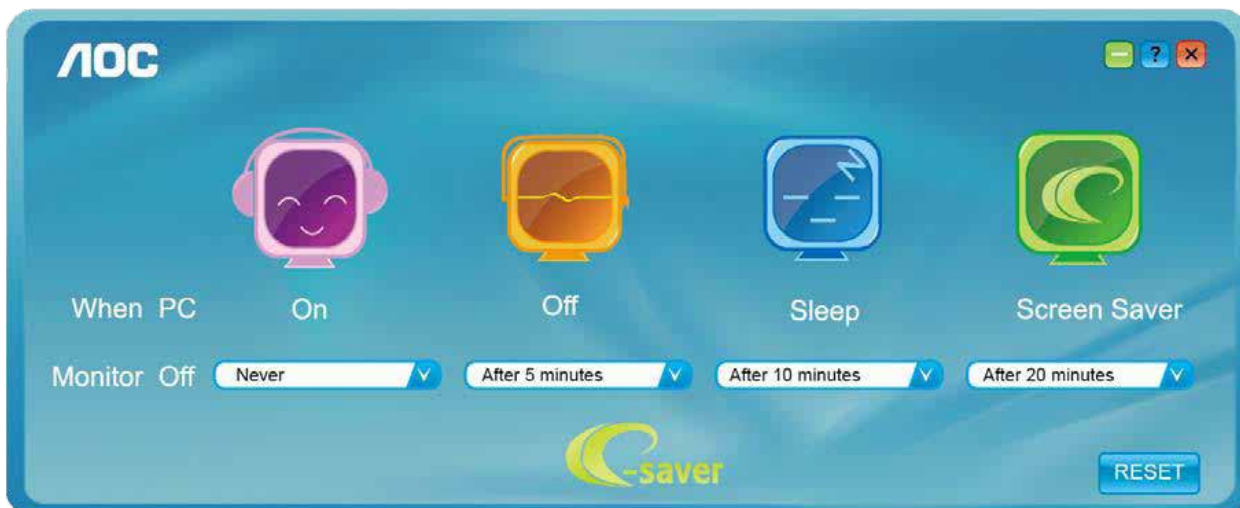 AOC
?
When PC On Off Sleep Screen Saver
Monitor Off Never After 5 minutes After 10 minutes After 20 minutes
e-saver
RESET